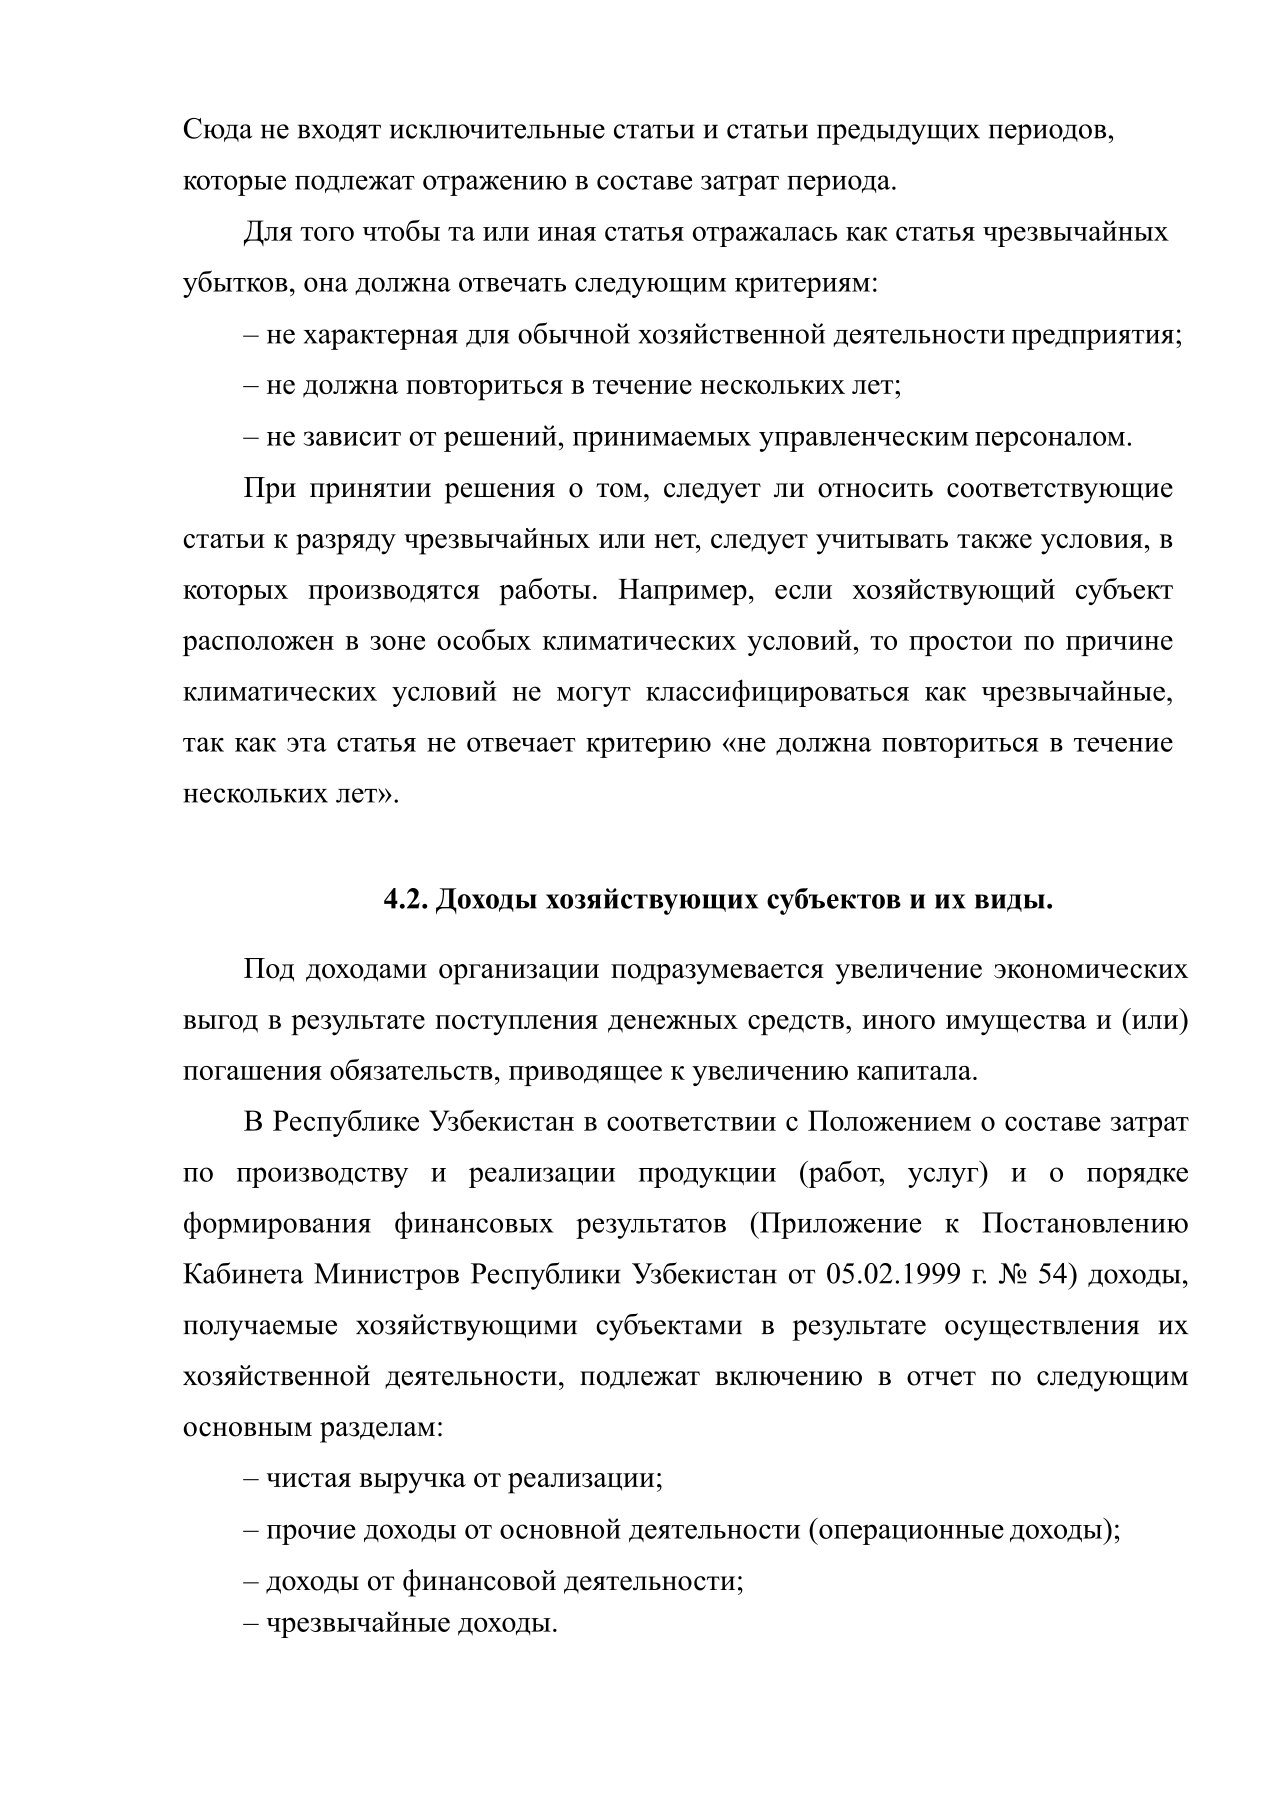 Сюда не входят исключительные статьи и статьи предыдущих периодов,
которые подлежат отражению в составе затрат периода.
Для того чтобы та или иная статья отражалась как статья чрезвычайных
убытков, она должна отвечать следующим критериям:
– не характерная для обычной хозяйственной деятельности предприятия;
– не должна повториться в течение нескольких лет;
– не зависит от решений, принимаемых управленческим персоналом.
При принятии решения о том, следует ли относить соответствующие
статьи к разряду чрезвычайных или нет, следует учитывать также условия, в
которых производятся работы. Например, если хозяйствующий субъект
расположен в зоне особых климатических условий, то простои по причине
климатических условий не могут классифицироваться как чрезвычайные,
так как эта статья не отвечает критерию «не должна повториться в течение
нескольких лет».
4.2. Доходы хозяйствующих субъектов и их виды.
Под доходами организации подразумевается увеличение экономических
выгод в результате поступления денежных средств, иного имущества и (или)
погашения обязательств, приводящее к увеличению капитала.
В Республике Узбекистан в соответствии с Положением о составе затрат
по производству и реализации продукции (работ, услуг) и о порядке
формирования финансовых результатов (Приложение к Постановлению
Кабинета Министров Республики Узбекистан от 05.02.1999 г. № 54) доходы,
получаемые хозяйствующими субъектами в результате осуществления их
хозяйственной деятельности, подлежат включению в отчет по следующим
основным разделам:
– чистая выручка от реализации;
– прочие доходы от основной деятельности (операционные доходы);
– доходы от финансовой деятельности;
– чрезвычайные доходы.